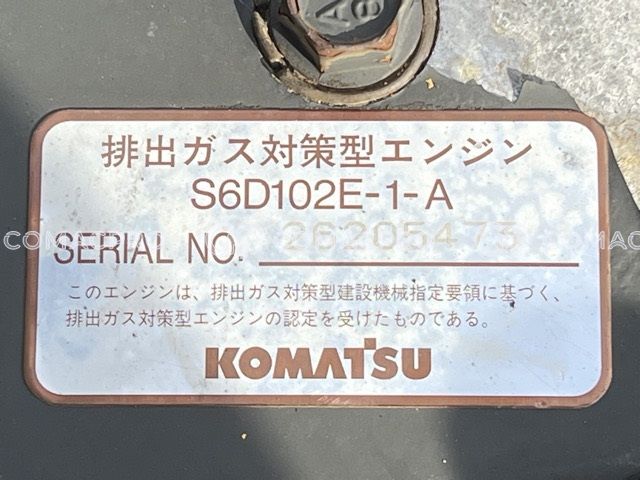 排出ガス対策型エンジン
S6D102E-1-A
SERIAL NO. 26205473
このエンジンは、排出ガス対策型建設機械指定要領に基づく、
排出ガス対策型エンジンの認定を受けたものである。
KOMATSU